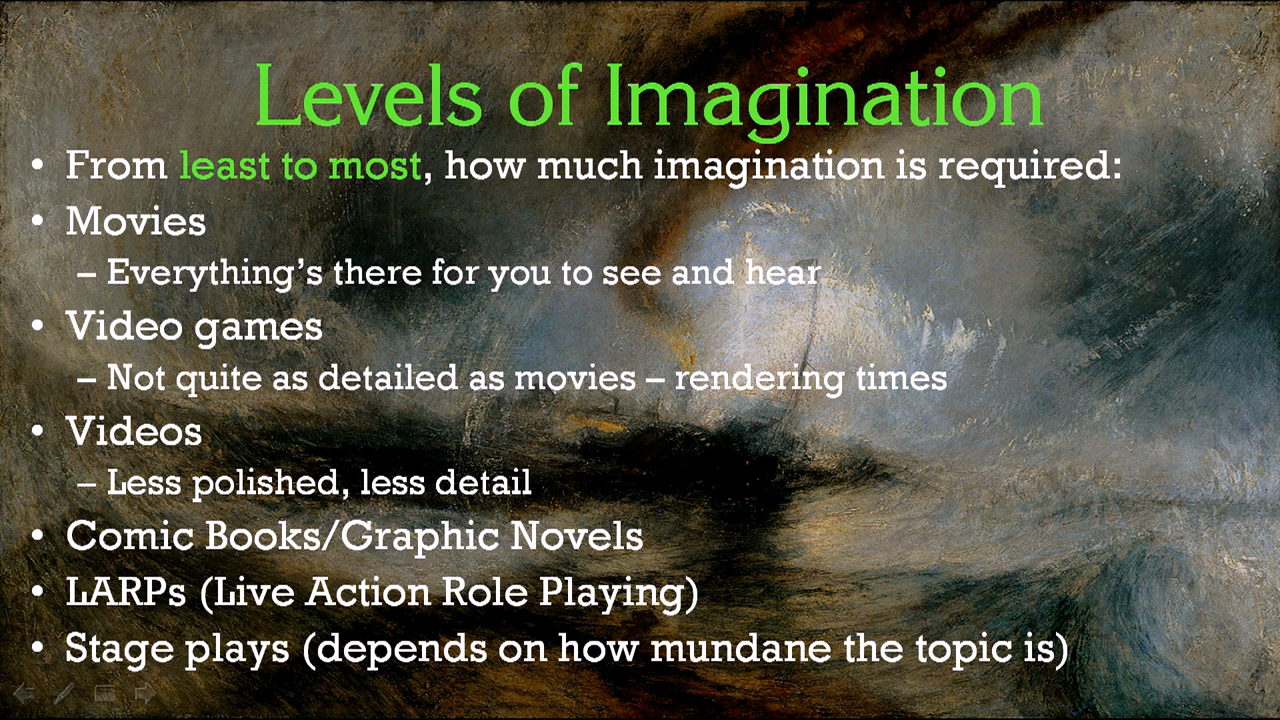 Levels of Imagination
• From least to most, how much imagination is required:
• Movies
– Everything's there for you to see and hear
• Video games
– Not quite as detailed as movies – rendering times
• Videos
– Less polished, less detail
• Comic Books/Graphic Novels
• LARPs (Live Action Role Playing)
• Stage plays (depends on how mundane the topic is)